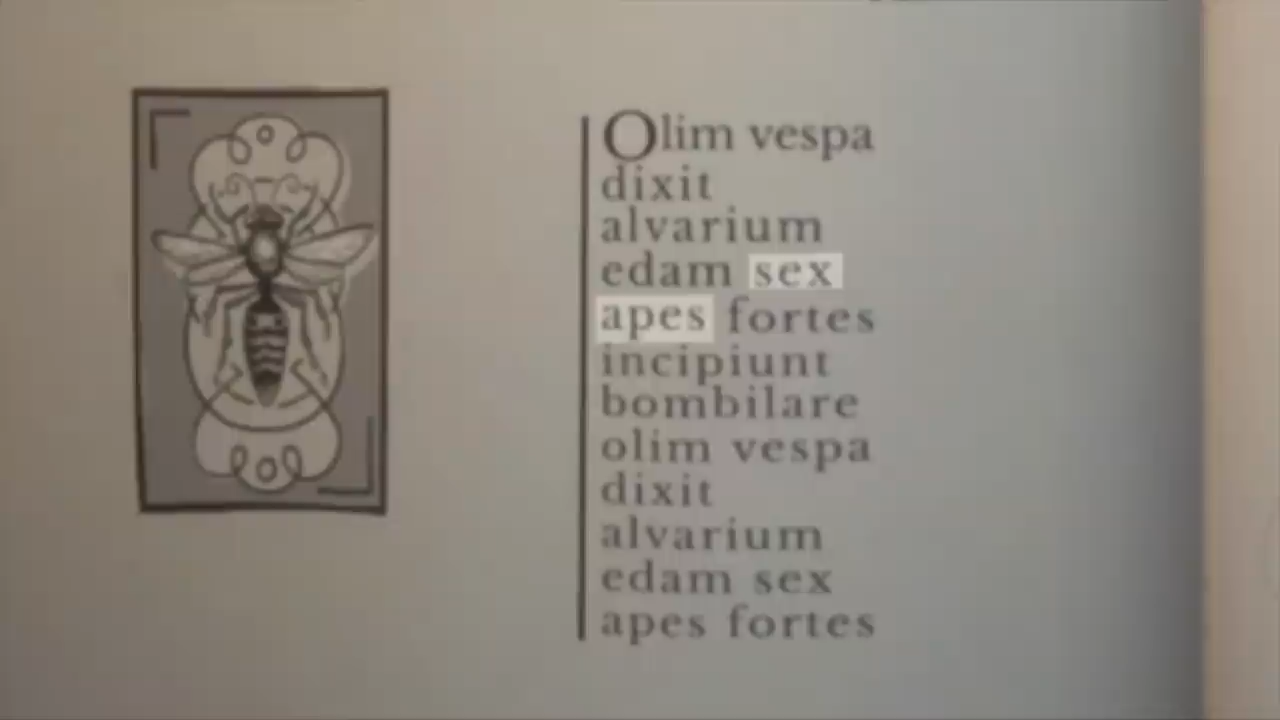 Olim vespa
dixit
alvarium
edam sex
apes fortes
incipiunt
bombilare
olim vespa
dixit
alvarium
edam sex
apes fortes